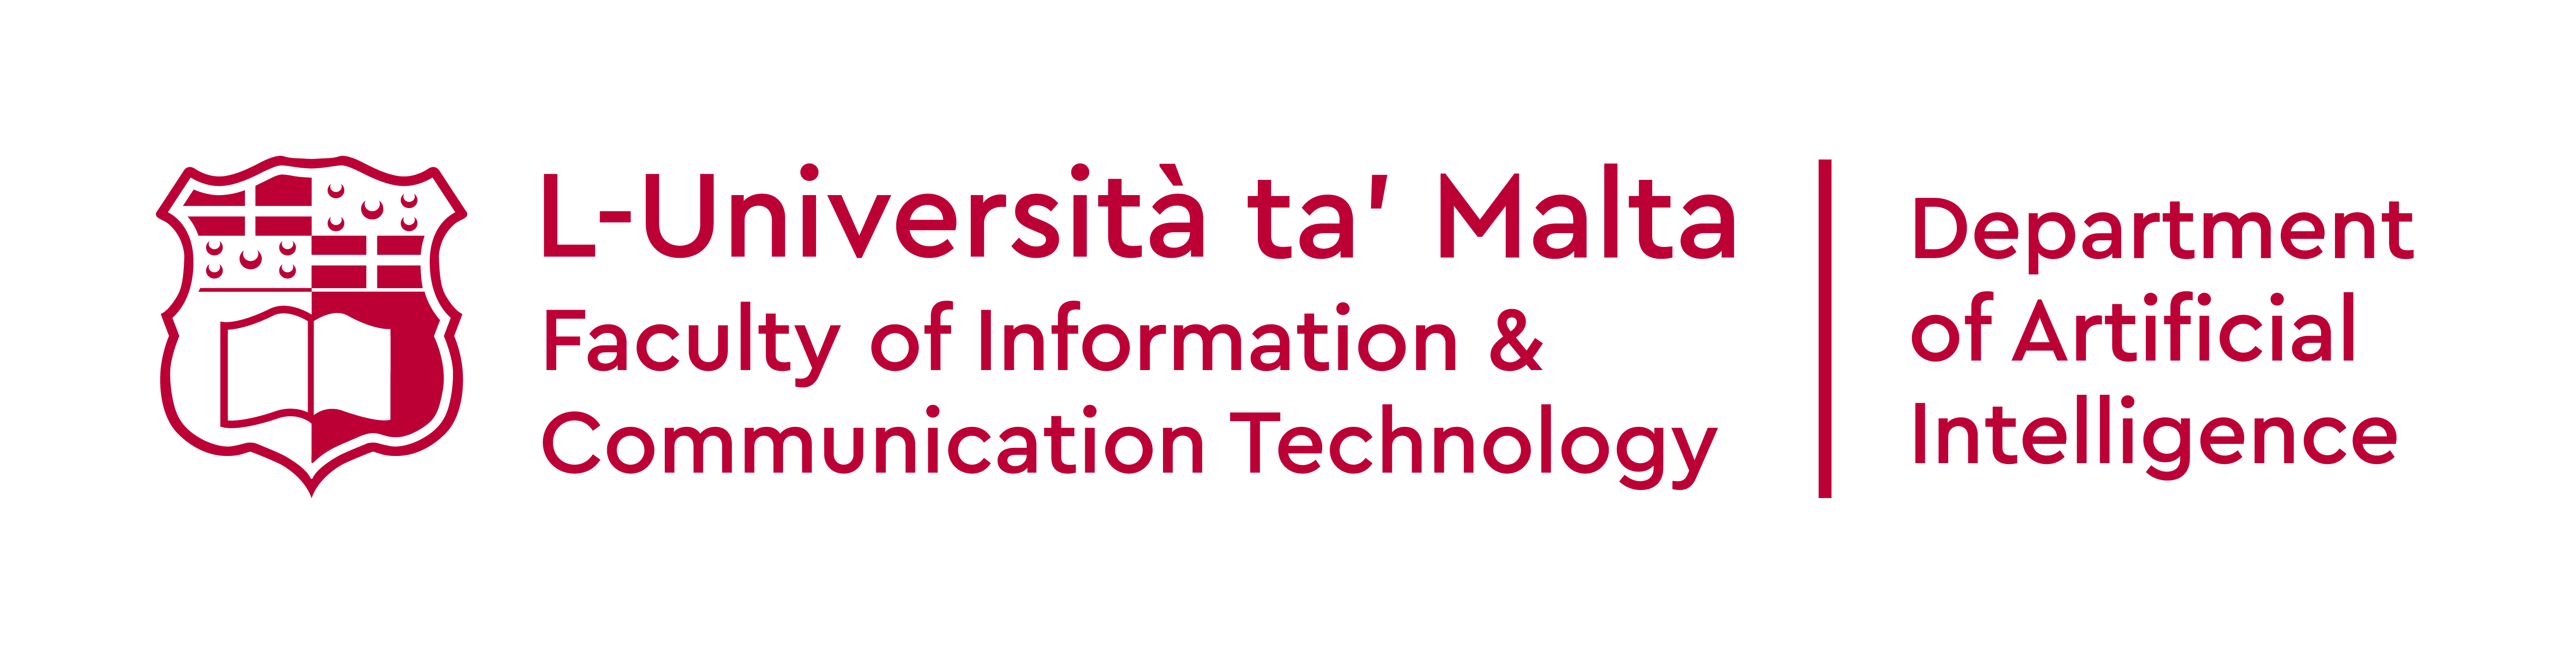 L-Università ta' Malta
Faculty of Information &
Communication Technology
Department
of Artificial
Intelligence